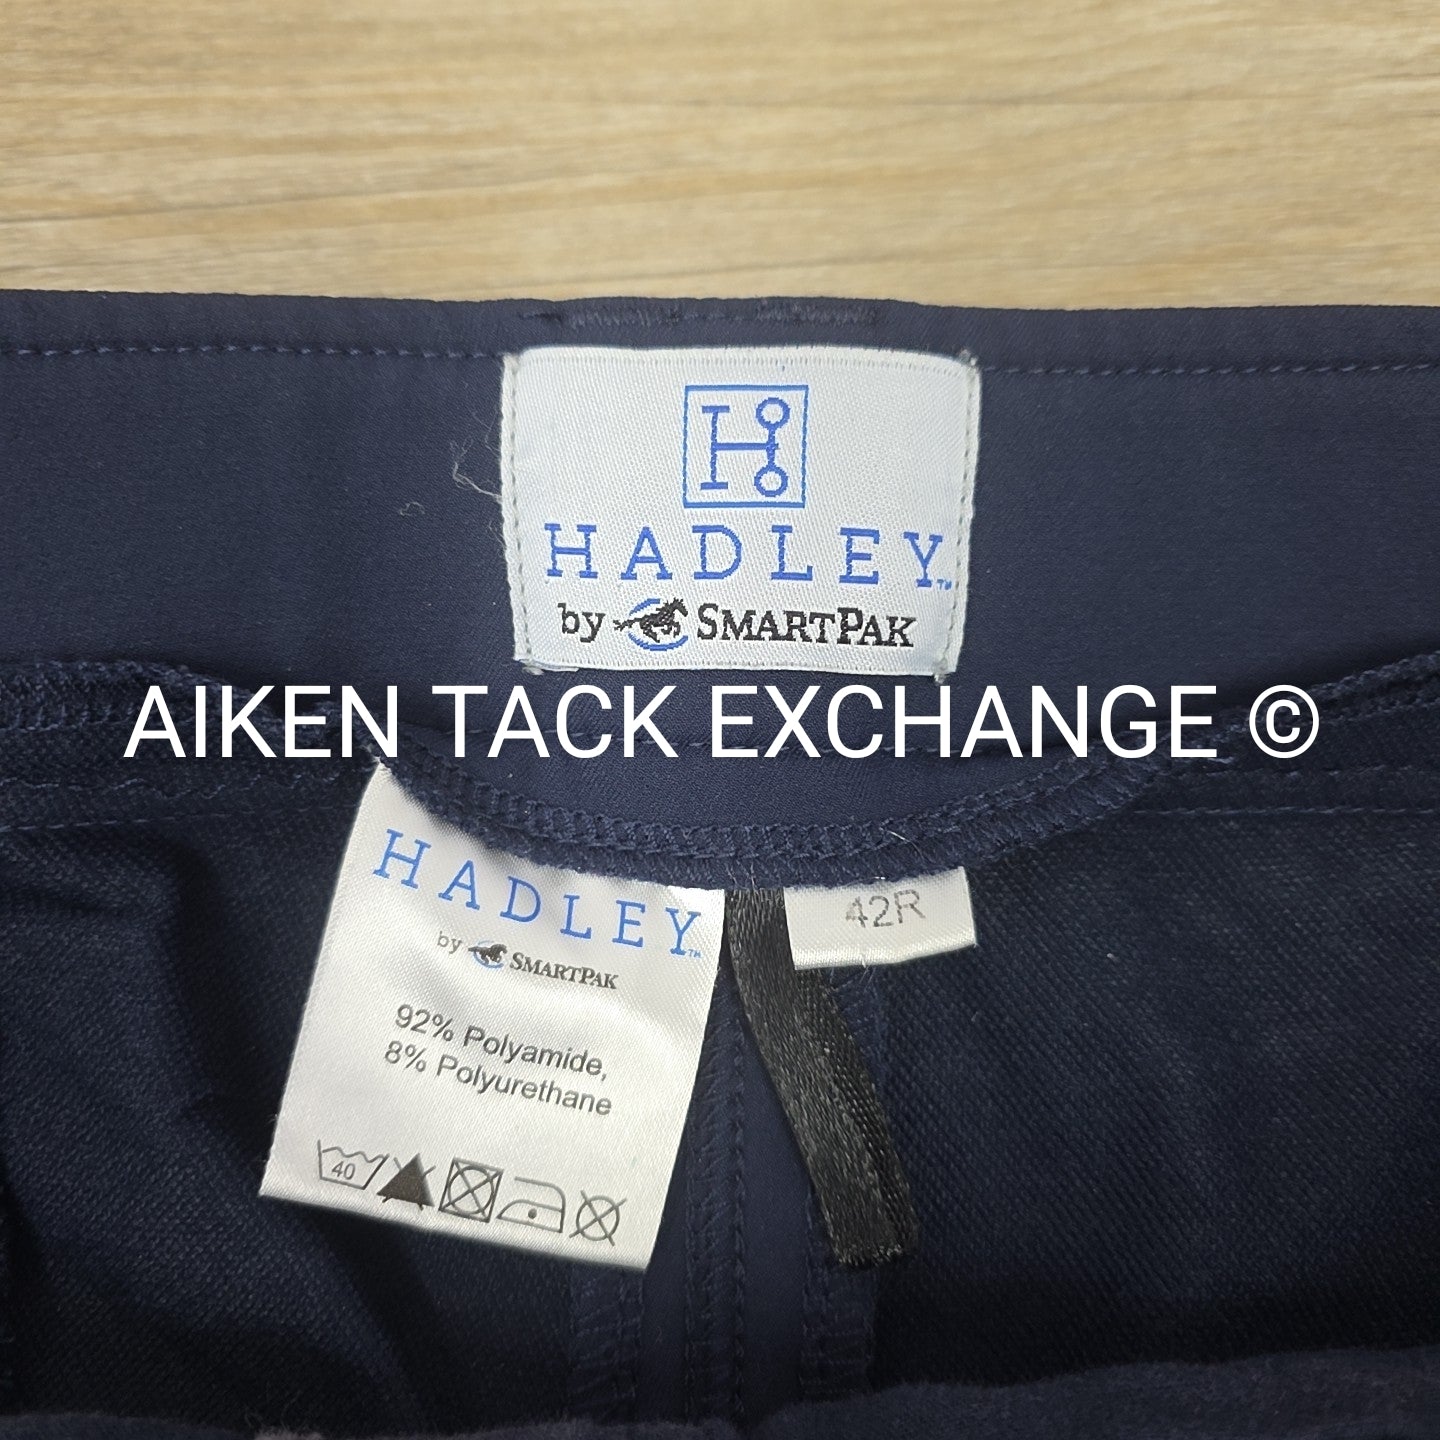 H
HADLEY™
by SMARTPAK
AIKEN TACK EXCHANGE ©
HADLEY™
by SMARTPAK
42R
92% Polyamide,
8% Polyurethane
40